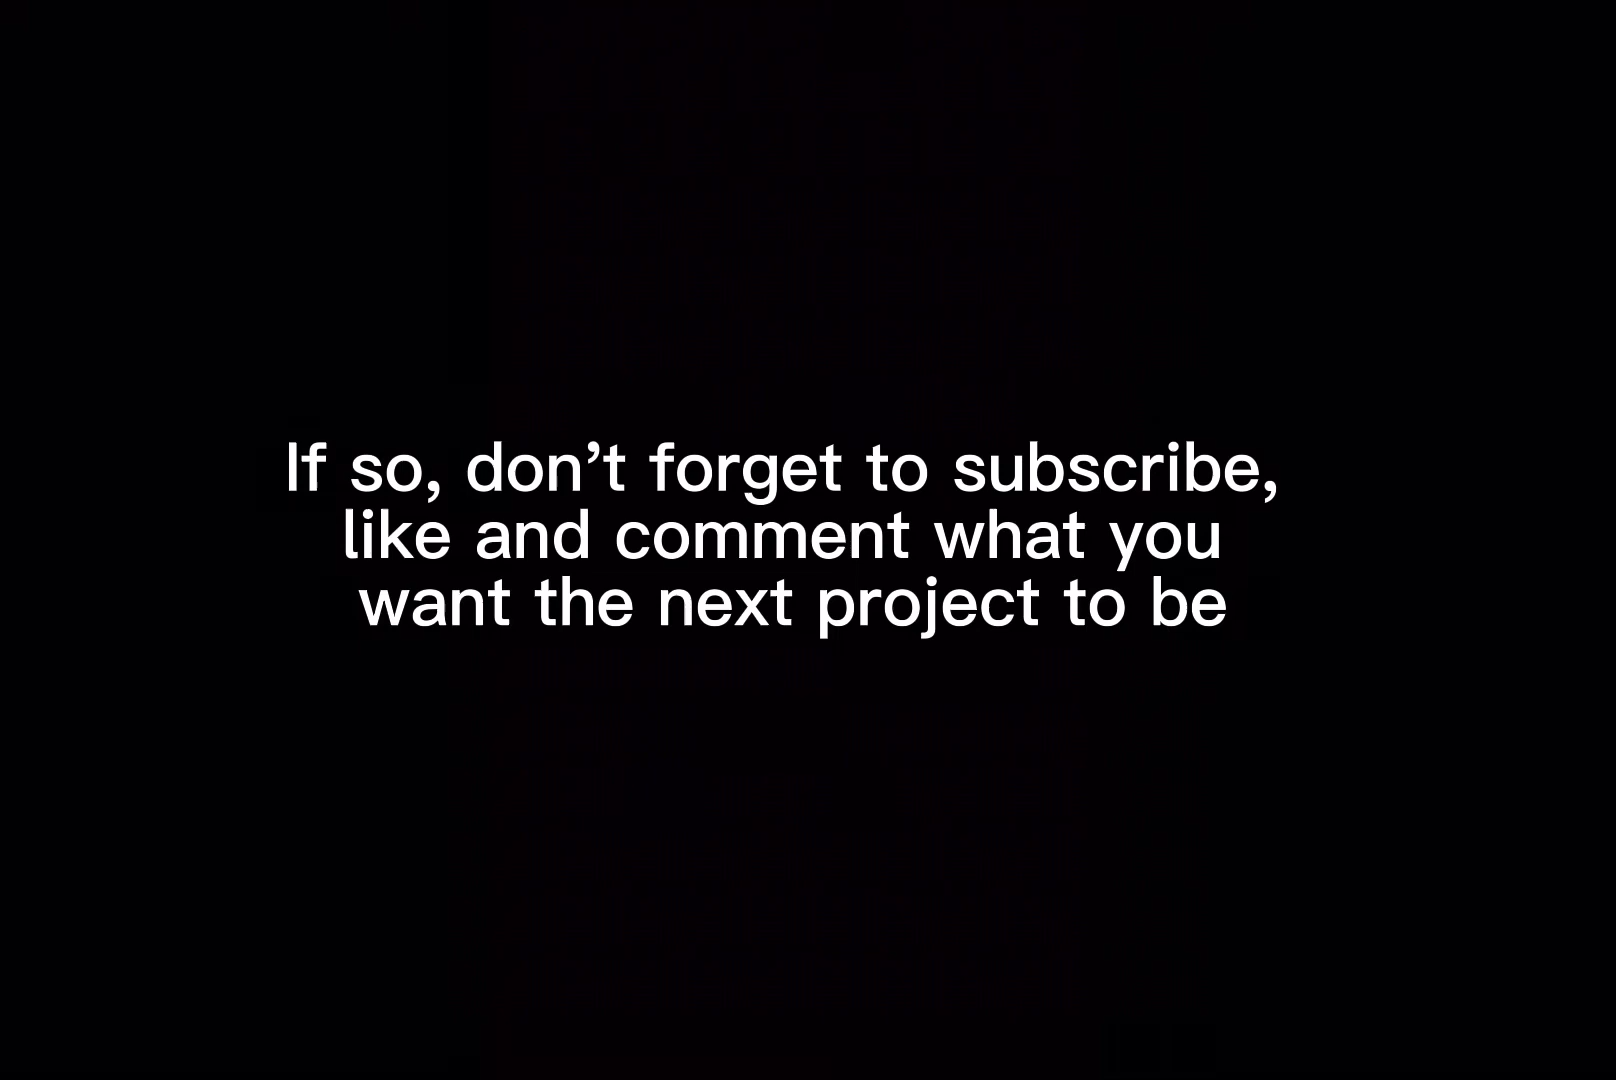 If so, don’t forget to subscribe,
like and comment what you
want the next project to be